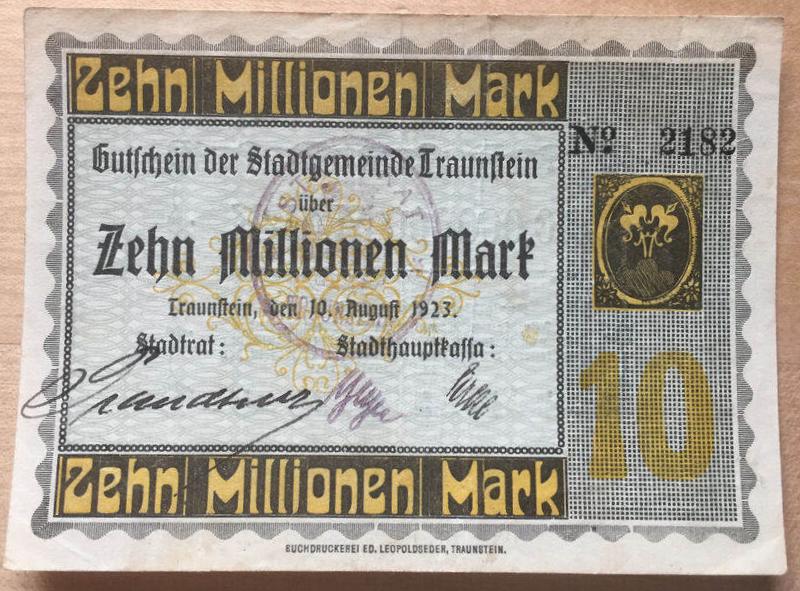 Zehn Millionen Mark
Nº 2182
Gutschein der Stadtgemeinde Traunstein
über
Zehn Millionen Mark
Traunstein, den 10. August 1923.
Stadtrat: Stadthauptkassa:
10
Zehn Millionen Mark
BUCHDRUCKEREI ED. LEOPOLDSEDER, TRAUNSTEIN.